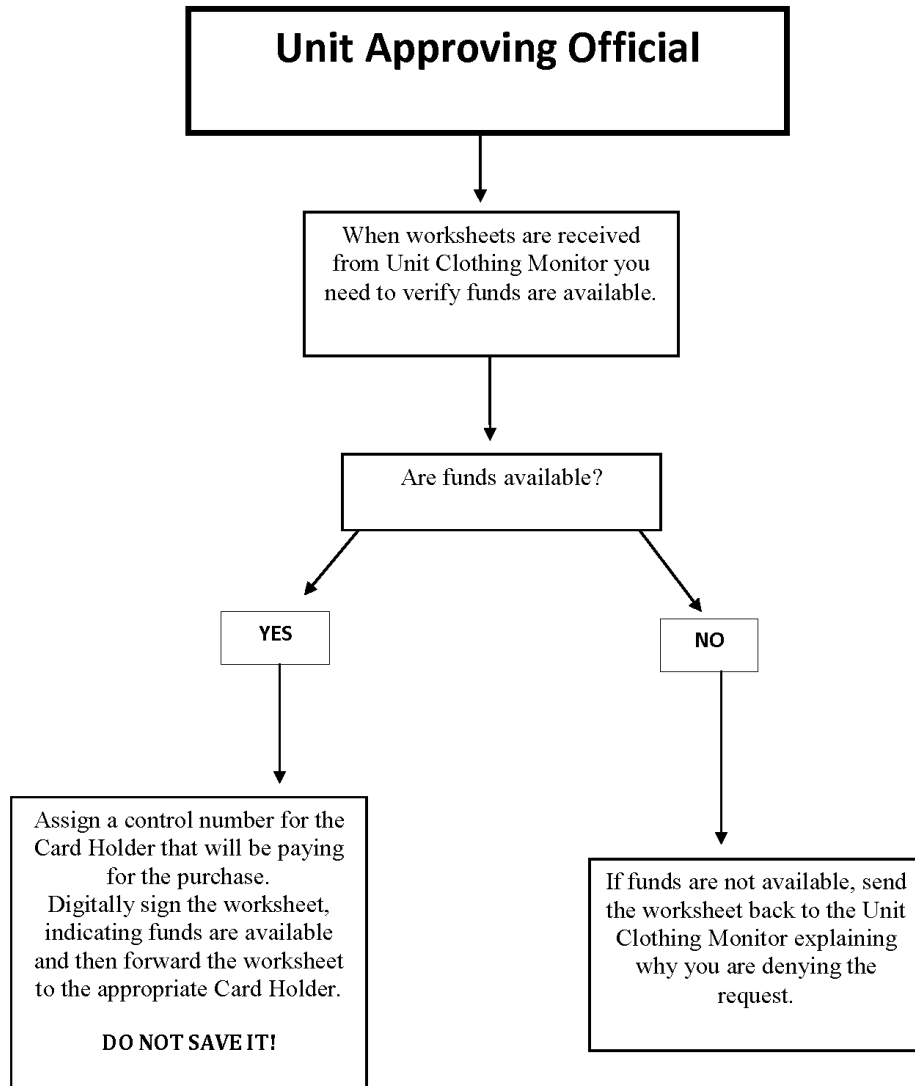 Unit Approving Official
When worksheets are received
from Unit Clothing Monitor you
need to verify funds are available.
Are funds available?
YES
NO
Assign a control number for the
Card Holder that will be paying
for the purchase.
Digitally sign the worksheet,
indicating funds are available
and then forward the worksheet
to the appropriate Card Holder.
DO NOT SAVE IT!
If funds are not available, send
the worksheet back to the Unit
Clothing Monitor explaining
why you are denying the
request.